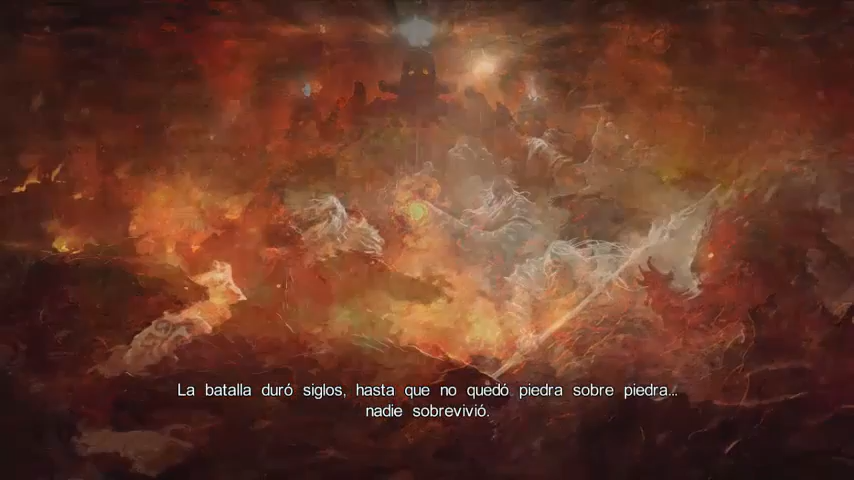 La batalla duró siglos, hasta que no quedó piedra sobre piedra...
nadie sobrevivió.